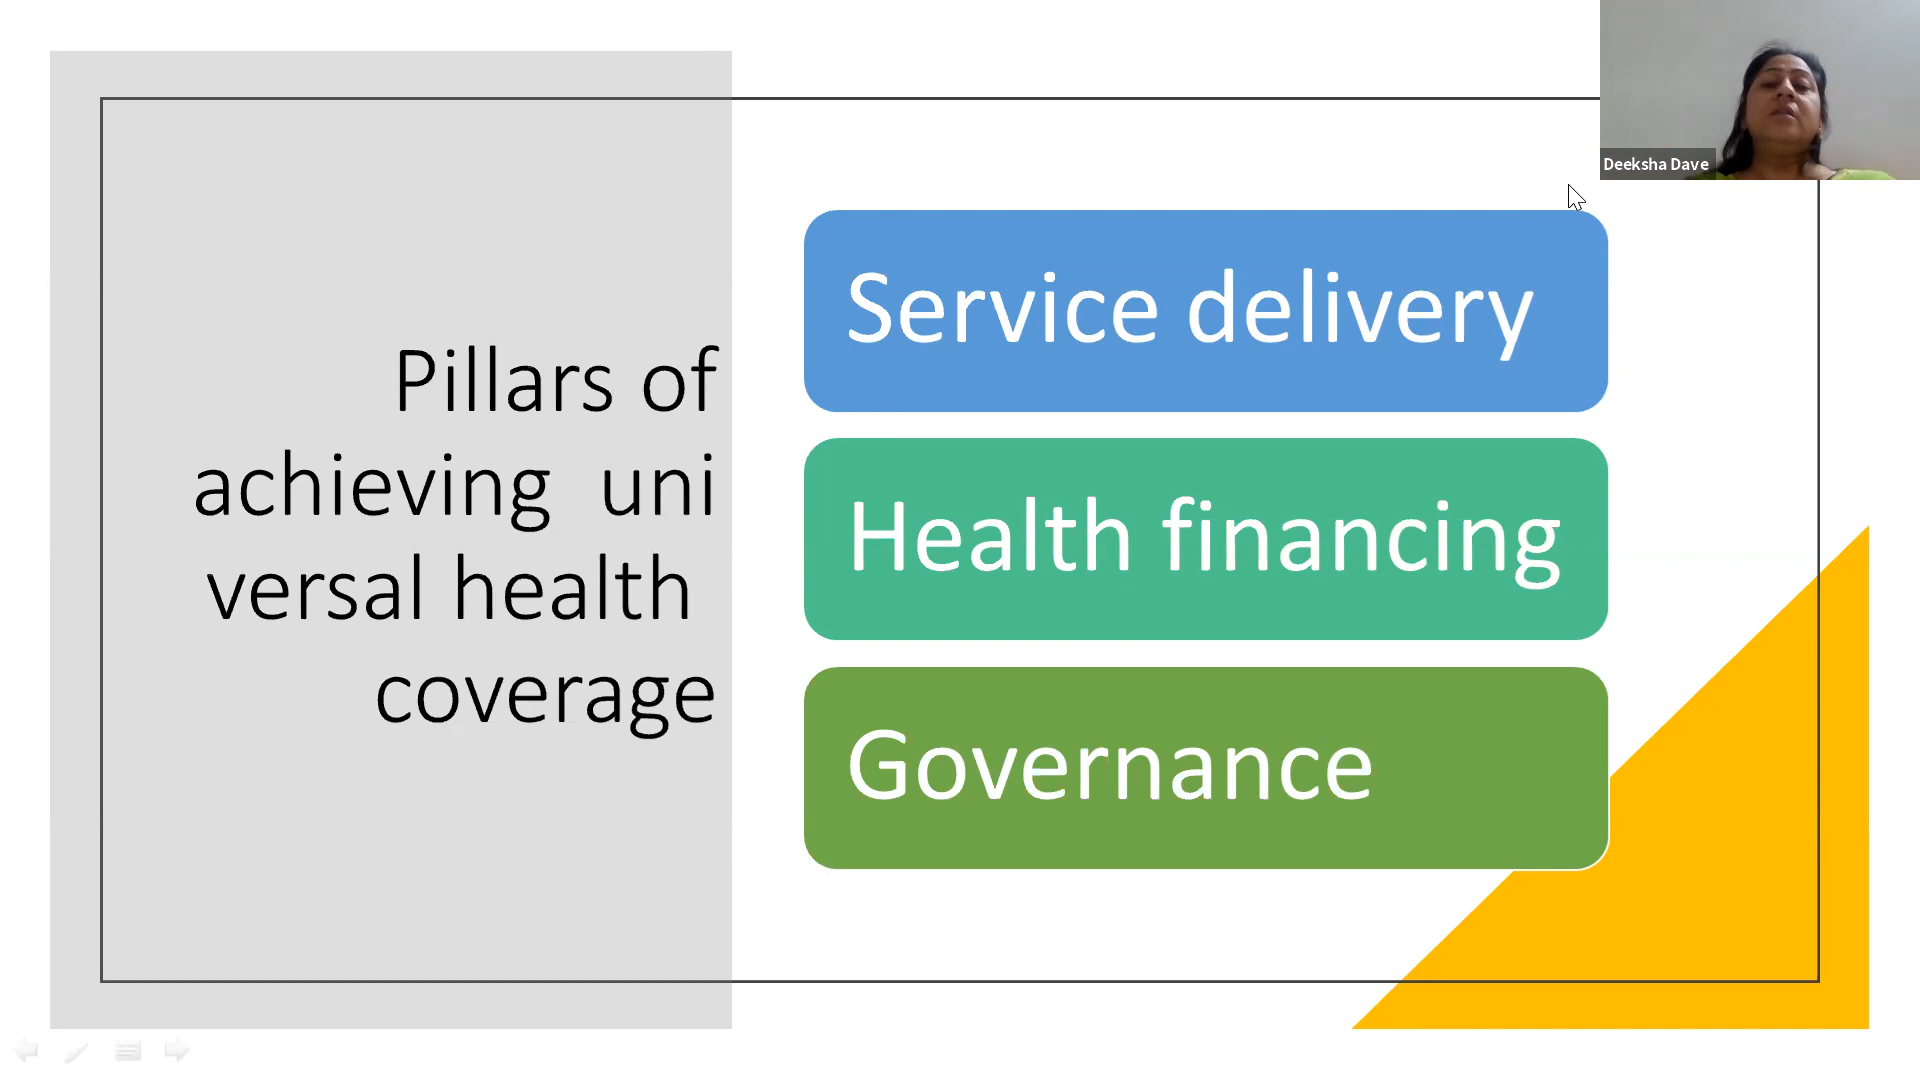 Pillars of
achieving  uni
versal health
coverage
Service delivery
Health financing
Governance
Deeksha Dave